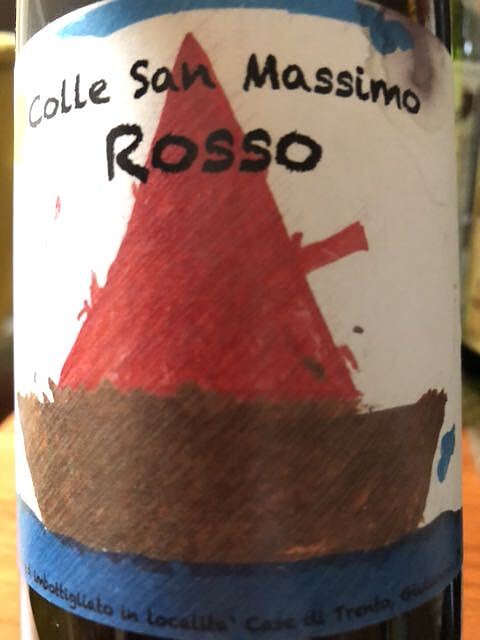 Colle San Massimo
Rosso
imbottigliato in localita' Case di Trento,